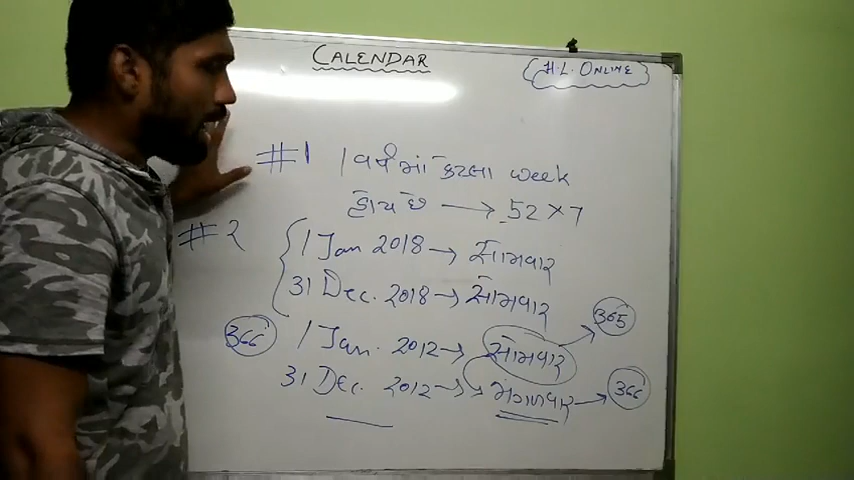 CALENDAR
H.L. ONLINE
#1 1 વર્ષમાં કેટલા week
હોય છે → 52 × 7
#2
1 Jan 2018 → સોમવાર
31 Dec. 2018 → સોમવાર
366 1 Jan. 2012 → સોમવાર → 365
31 Dec. 2012 → → મંગળવાર → 366